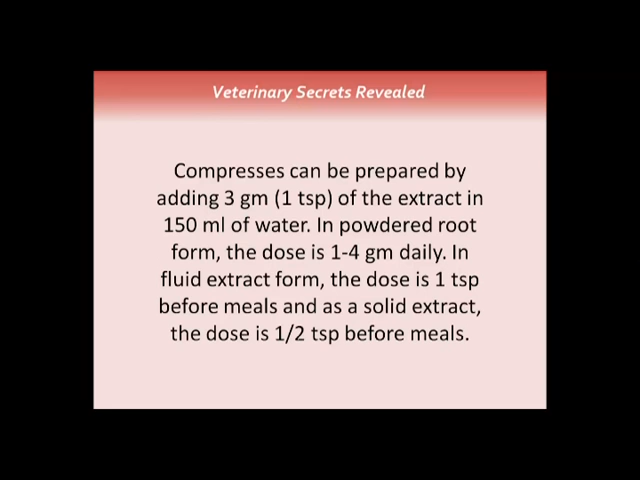 Veterinary Secrets Revealed
Compresses can be prepared by
adding 3 gm (1 tsp) of the extract in
150 ml of water. In powdered root
form, the dose is 1-4 gm daily. In
fluid extract form, the dose is 1 tsp
before meals and as a solid extract,
the dose is 1/2 tsp before meals.